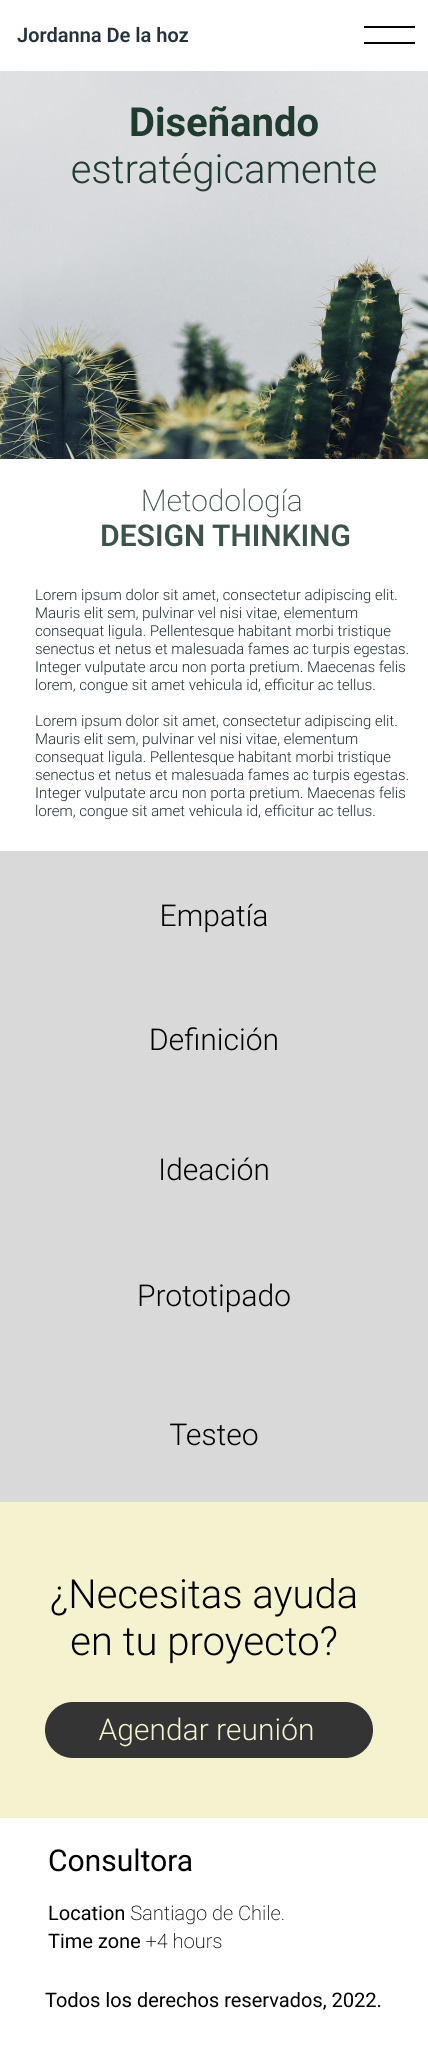 Jordanna De la hoz
Diseñando
estratégicamente
Metodología
DESIGN THINKING
Lorem ipsum dolor sit amet, consectetur adipiscing elit.
Mauris elit sem, pulvinar vel nisi vitae, elementum
consequat ligula. Pellentesque habitant morbi tristique
senectus et netus et malesuada fames ac turpis egestas.
Integer vulputate arcu non porta pretium. Maecenas felis
lorem, congue sit amet vehicula id, efficitur ac tellus.
Lorem ipsum dolor sit amet, consectetur adipiscing elit.
Mauris elit sem, pulvinar vel nisi vitae, elementum
consequat ligula. Pellentesque habitant morbi tristique
senectus et netus et malesuada fames ac turpis egestas.
Integer vulputate arcu non porta pretium. Maecenas felis
lorem, congue sit amet vehicula id, efficitur ac tellus.
Empatía
Definición
Ideación
Prototipado
Testeo
¿Necesitas ayuda
en tu proyecto?
Agendar reunión
Consultora
Location Santiago de Chile.
Time zone +4 hours
Todos los derechos reservados, 2022.